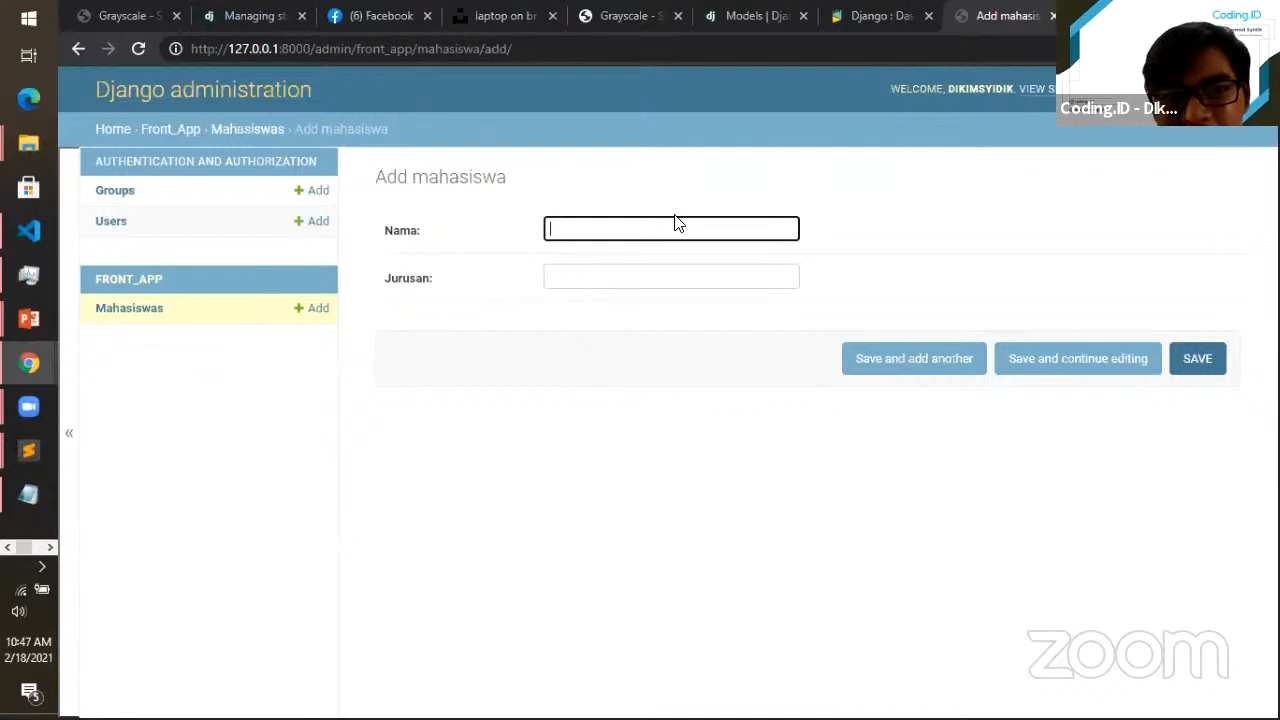 Grayscale - S
Managing st
(6) Facebook
laptop
Grayscale - S
Models | Dja
Django : Das
Add mahasis
http://127.0.0.1:8000/admin/front_app/mahasiswa/add/
Coding.ID
Coding.ID - Dik...
Django administration
WELCOME, DIKIMSYIDIK. VIEW S
Home › Front_App › Mahasiswas › Add mahasiswa
AUTHENTICATION AND AUTHORIZATION
Groups
+ Add
Users
+ Add
FRONT_APP
Mahasiswas
+ Add
Add mahasiswa
Nama:
Jurusan:
Save and add another
Save and continue editing
SAVE
«
10:47 AM
2/18/2021
5
zoom